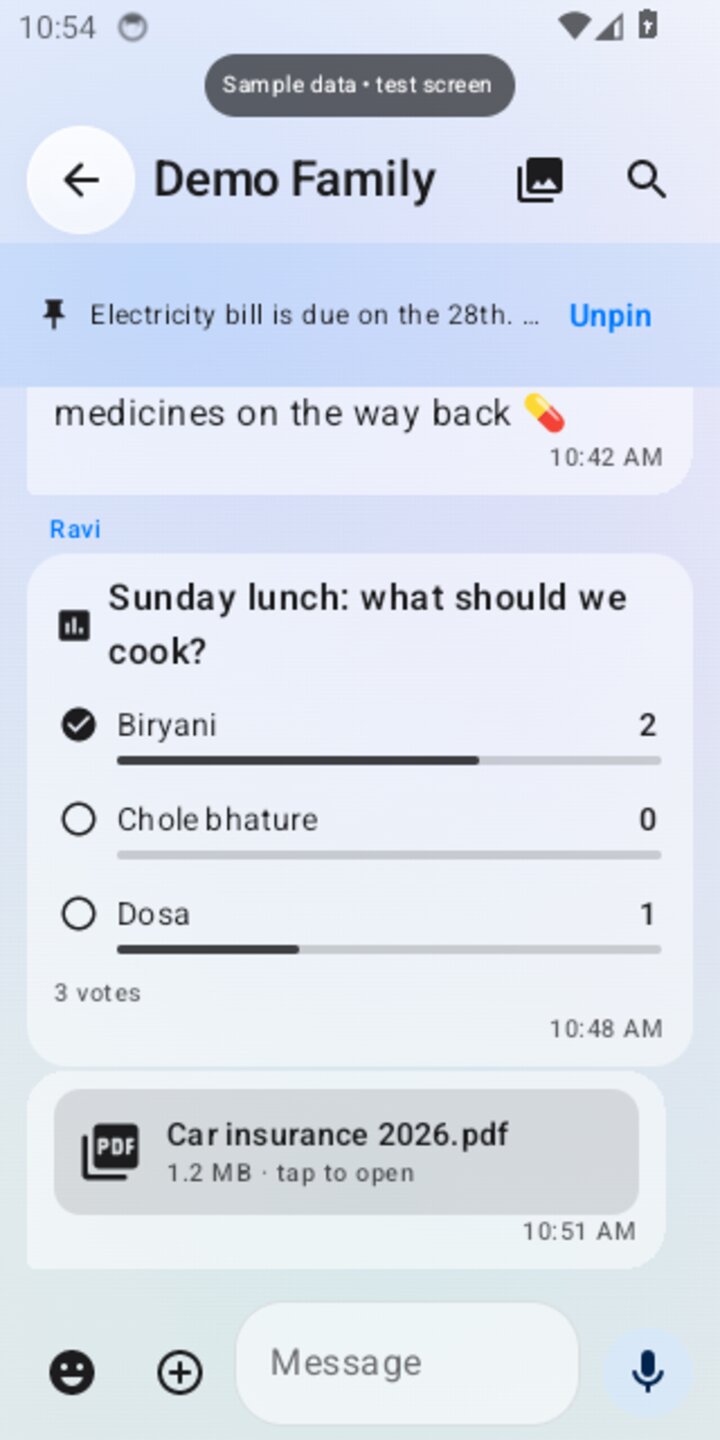 10:54
Sample data • test screen
Demo Family
Electricity bill is due on the 28th. ... Unpin
medicines on the way back 💊
10:42 AM
Ravi
Sunday lunch: what should we
cook?
Biryani 2
Chole bhature 0
Dosa 1
3 votes
10:48 AM
PDF
Car insurance 2026.pdf
1.2 MB · tap to open
10:51 AM
Message